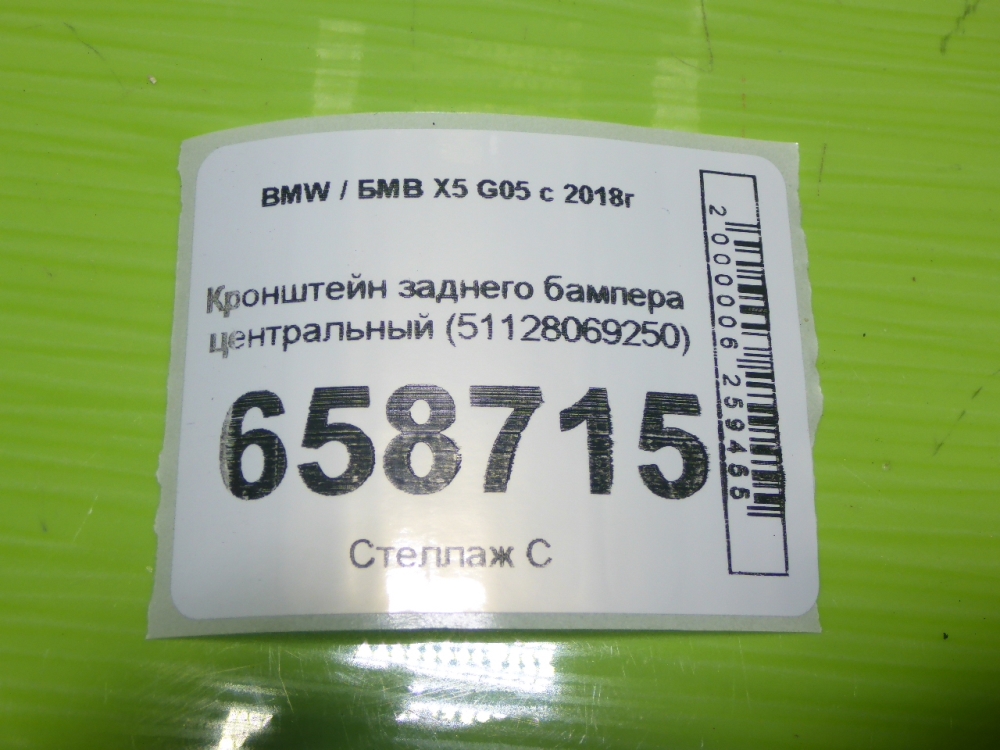 BMW / БМВ X5 G05 с 2018г
Кронштейн заднего бампера
центральный (51128069250)
658715
Стеллаж С
2000006259455